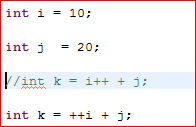 int i = 10;
int j  = 20;
//int k = i++ + j;
int k = ++i + j;